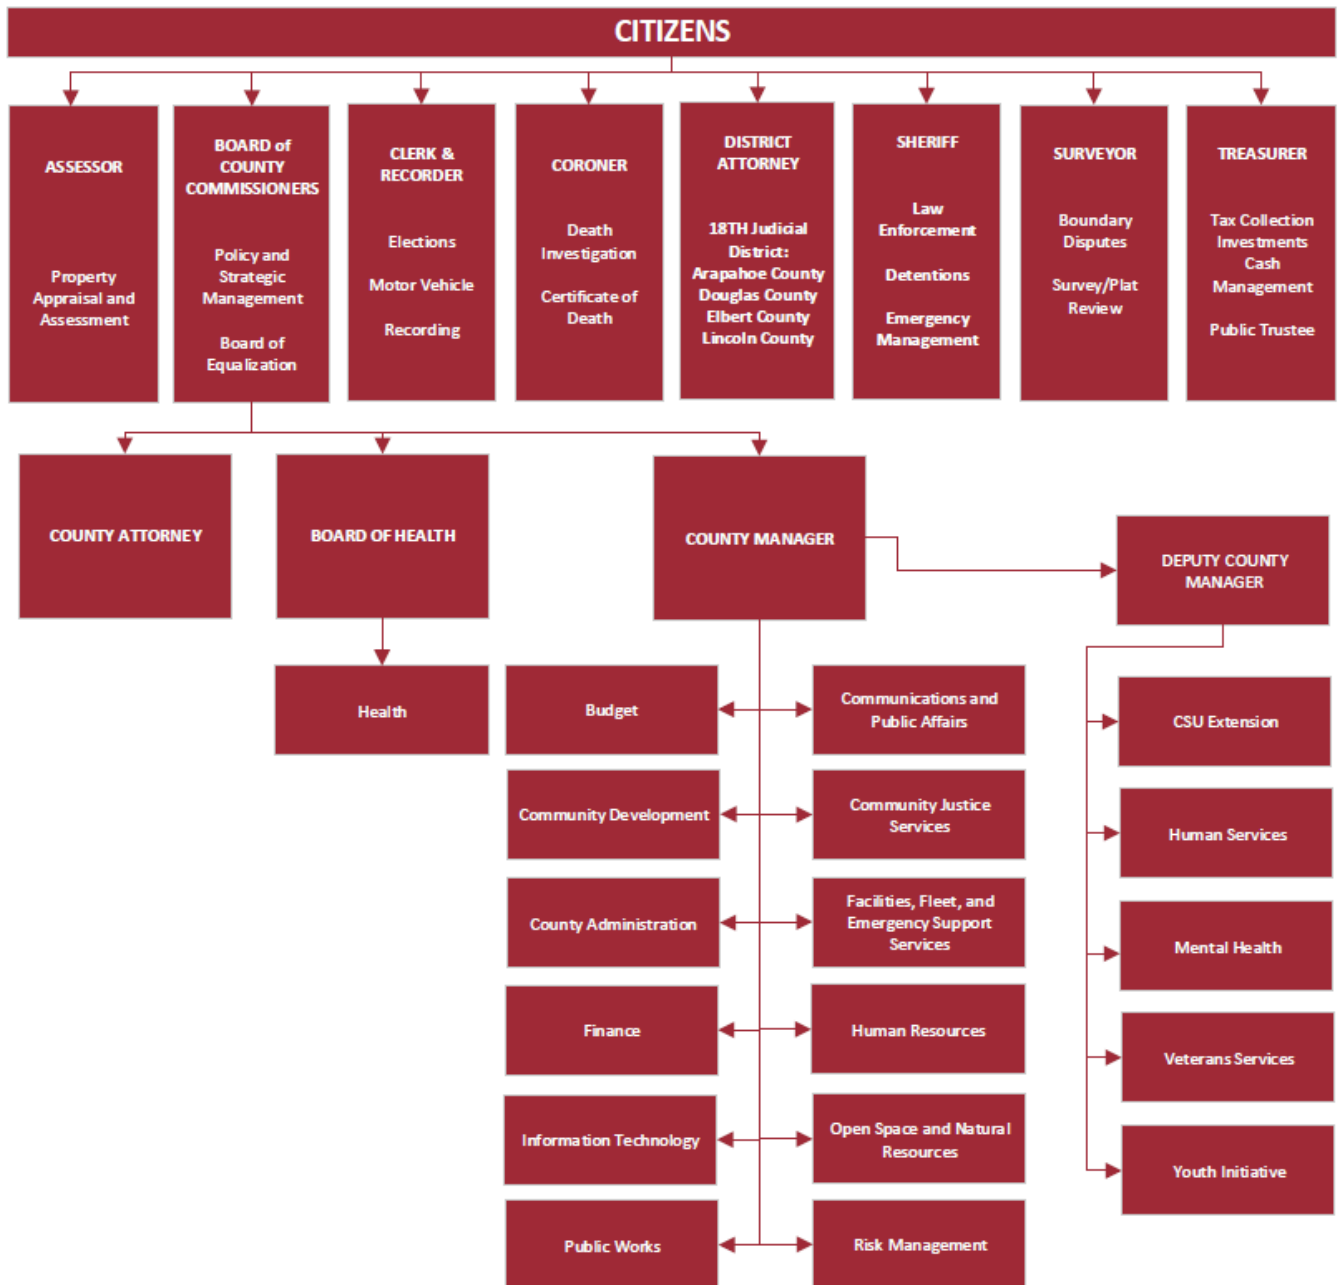 CITIZENS
ASSESSOR
Property
Appraisal and
Assessment
BOARD of
COUNTY
COMMISSIONERS
Policy and
Strategic
Management
Board of
Equalization
CLERK &
RECORDER
Elections
Motor Vehicle
Recording
CORONER
Death
Investigation
Certificate of
Death
DISTRICT
ATTORNEY
18TH Judicial
District:
Arapahoe County
Douglas County
Elbert County
Lincoln County
SHERIFF
Law
Enforcement
Detentions
Emergency
Management
SURVEYOR
Boundary
Disputes
Survey/Plat
Review
TREASURER
Tax Collection
Investments
Cash
Management
Public Trustee
COUNTY ATTORNEY
BOARD OF HEALTH
COUNTY MANAGER
DEPUTY COUNTY
MANAGER
Health
Budget
Communications and
Public Affairs
Community Development
Community Justice
Services
County Administration
Facilities, Fleet, and
Emergency Support
Services
Finance
Human Resources
Information Technology
Open Space and Natural
Resources
Public Works
Risk Management
CSU Extension
Human Services
Mental Health
Veterans Services
Youth Initiative